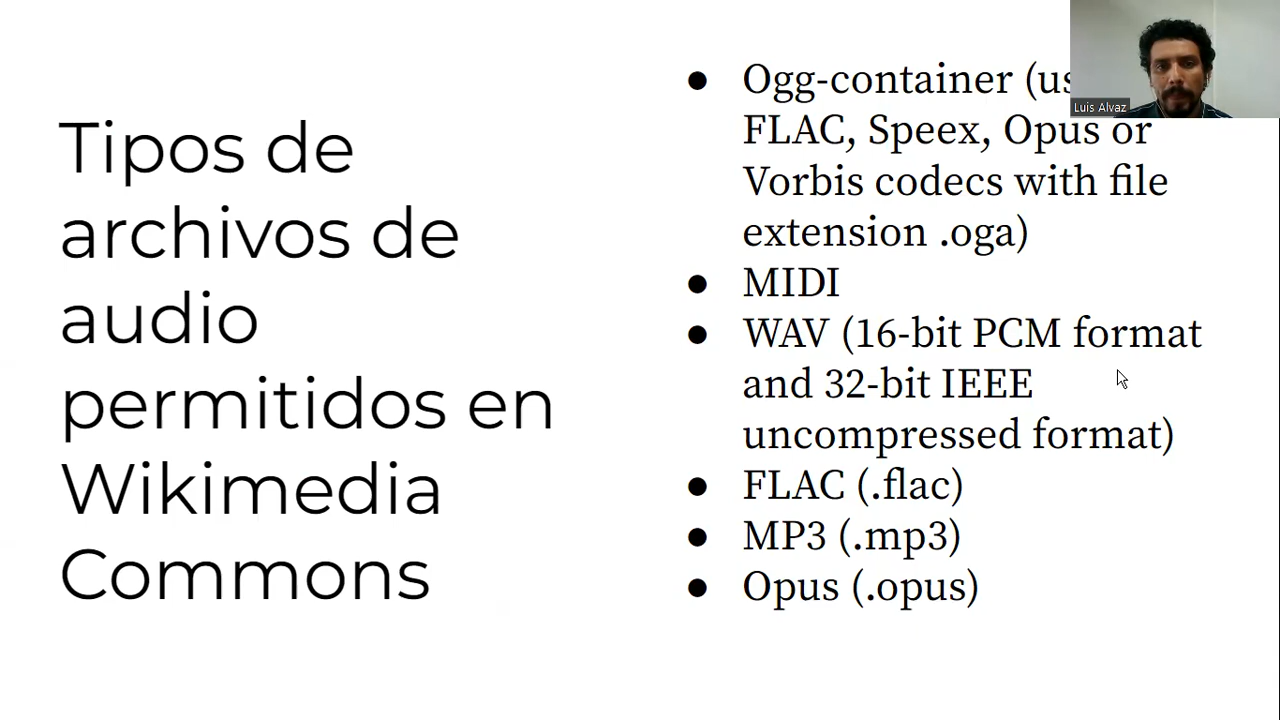 Tipos de
archivos de
audio
permitidos en
Wikimedia
Commons
● Ogg-container
FLAC, Speex, Opus or
Vorbis codecs with file
extension .oga)
● MIDI
● WAV (16-bit PCM format
and 32-bit IEEE
uncompressed format)
● FLAC (.flac)
● MP3 (.mp3)
● Opus (.opus)
Luis Alvaz